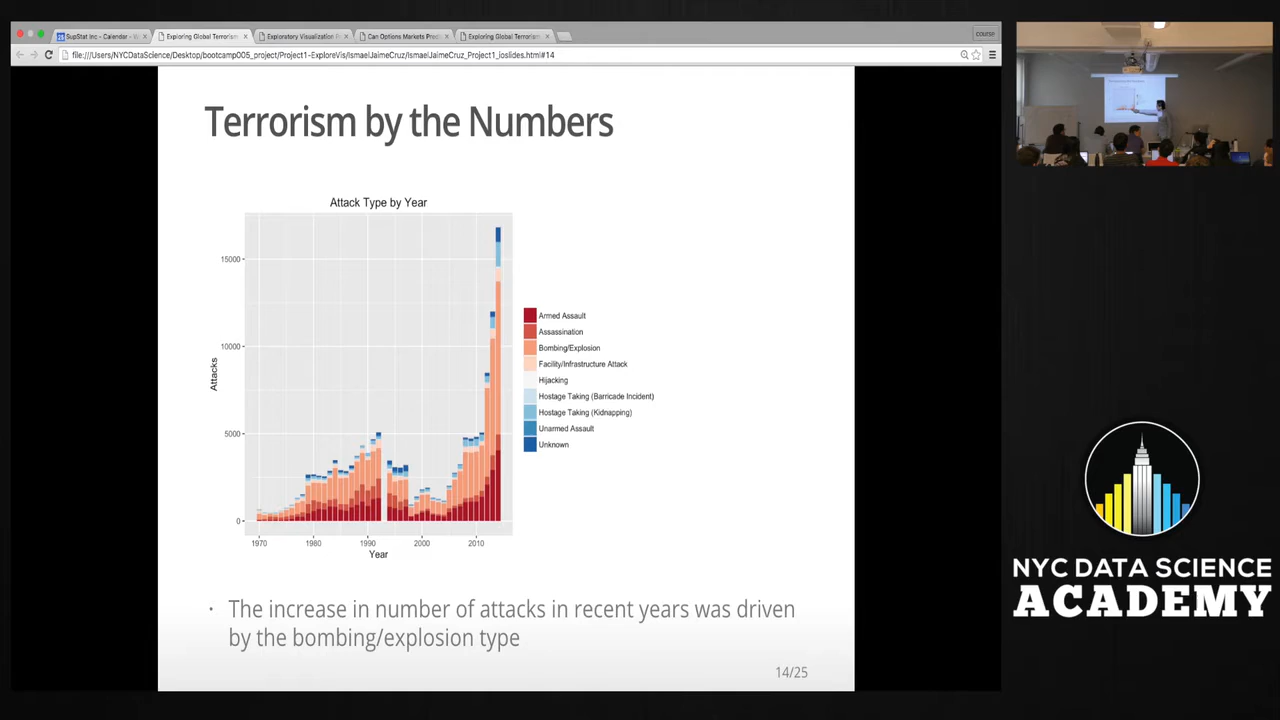 SupStat Inc - Calendar - W
Exploring Global Terrorism
Exploratory Visualization P
Can Options Markets Pred
Exploring Global Terrorism
course
file:///Users/NYCDataScience/Desktop/bootcamp005_project/Project1-ExploreVis/IsmaelJaimeCruz/IsmaelJaimeCruz_Project1_ioslides.html#14
Terrorism by the Numbers
Attack Type by Year
15000
10000
5000
0
Attacks
1970
1980
1990
2000
2010
Year
Armed Assault
Assassination
Bombing/Explosion
Facility/Infrastructure Attack
Hijacking
Hostage Taking (Barricade Incident)
Hostage Taking (Kidnapping)
Unarmed Assault
Unknown
• The increase in number of attacks in recent years was driven
by the bombing/explosion type
14/25
NYC DATA SCIENCE
ACADEMY